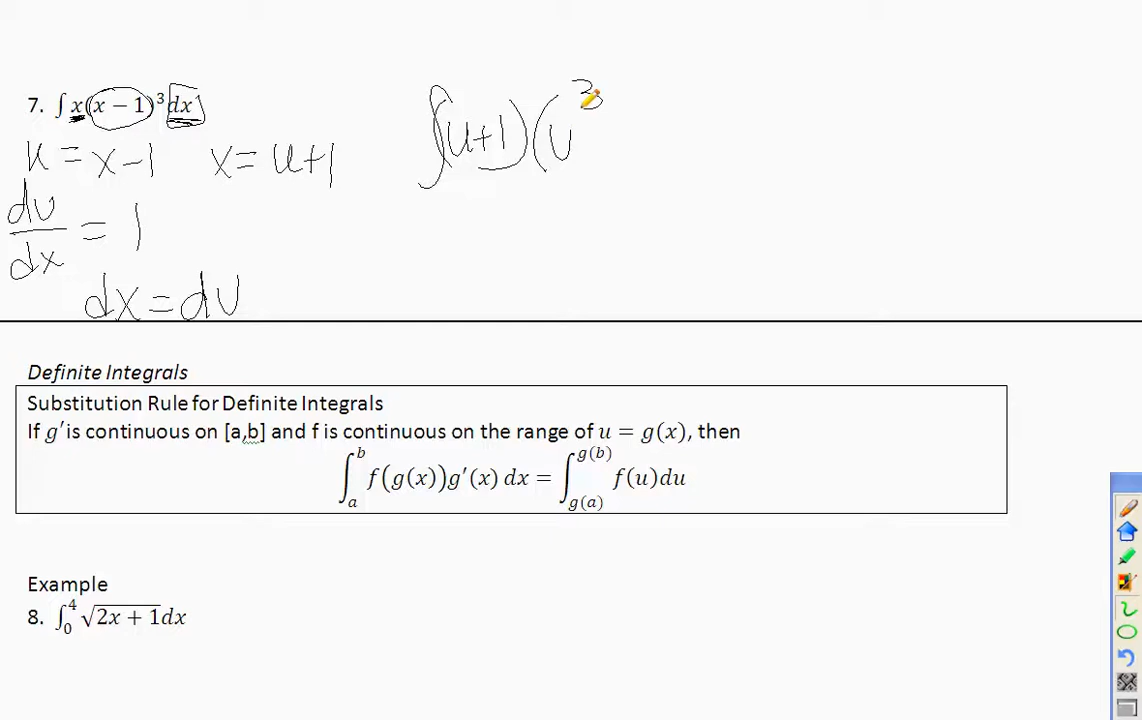 7. ∫ x(x − 1)³dx
∫(u+1)(u³
u = x−1 x = u+1
du/dx = 1
dx = du
Definite Integrals
Substitution Rule for Definite Integrals
If g′is continuous on [a,b] and f is continuous on the range of u = g(x), then
∫_a^b f(g(x))g′(x) dx = ∫_{g(a)}^{g(b)} f(u)du
Example
8. ∫_0^4 √(2x + 1)dx